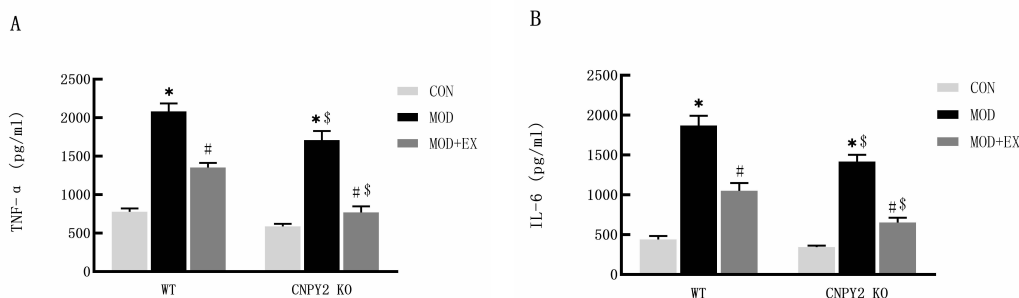 A
TNF-α (pg/ml)
2500
2000
1500
1000
500
0
*
#
*$
#$
WT
CNPY2 KO
CON
MOD
MOD+EX
B
IL-6 (pg/ml)
2500
2000
1500
1000
500
0
*
#
*$
#$
WT
CNPY2 KO
CON
MOD
MOD+EX